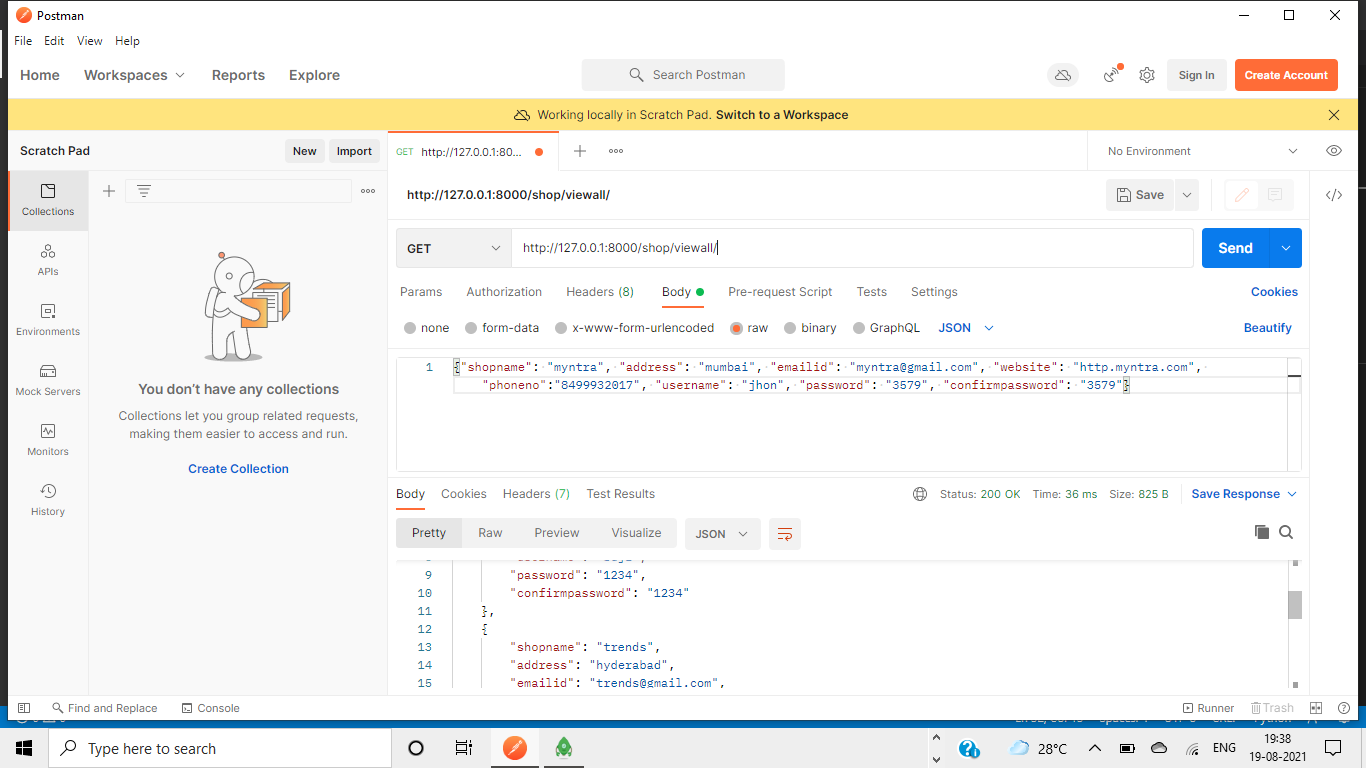 Postman
File Edit View Help
Home Workspaces Reports Explore Search Postman Sign In Create Account
Working locally in Scratch Pad. Switch to a Workspace
Scratch Pad New Import GET http://127.0.0.1:80... No Environment
Collections
http://127.0.0.1:8000/shop/viewall/ Save
APIs
GET http://127.0.0.1:8000/shop/viewall/ Send
Environments
Params Authorization Headers (8) Body Pre-request Script Tests Settings Cookies
none form-data x-www-form-urlencoded raw binary GraphQL JSON Beautify
1 {"shopname": "myntra", "address": "mumbai", "emailid": "myntra@gmail.com", "website": "http.myntra.com",
"phoneno":"8499932017", "username": "jhon", "password": "3579", "confirmpassword": "3579"}
Mock Servers
You don't have any collections
Collections let you group related requests,
making them easier to access and run.
Create Collection
Monitors
History
Body Cookies Headers (7) Test Results Status: 200 OK Time: 36 ms Size: 825 B Save Response
Pretty Raw Preview Visualize JSON
9 "password": "1234",
10 "confirmpassword": "1234"
11 },
12 {
13 "shopname": "trends",
14 "address": "hyderabad",
15 "emailid": "trends@gmail.com",
Find and Replace Console Runner Trash
Type here to search 28°C ENG 19:38
19-08-2021